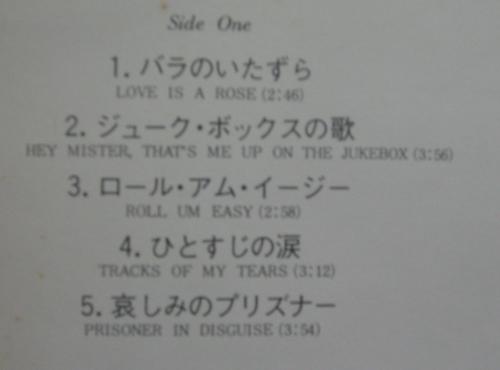 Side One
1. バラのいたずら
LOVE IS A ROSE (2:46)
2. ジューク・ボックスの歌
HEY MISTER, THAT'S ME UP ON THE JUKEBOX (3:56)
3. ロール・アム・イージー
ROLL UM EASY (2:58)
4. ひとすじの涙
TRACKS OF MY TEARS (3:12)
5. 哀しみのプリズナー
PRISONER IN DISGUISE (3:54)